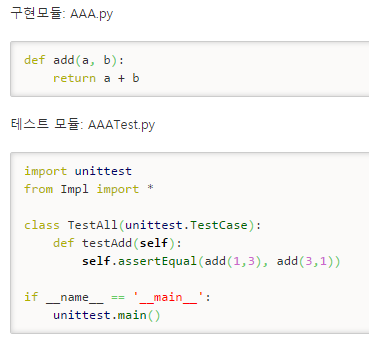 구현모듈: AAA.py
def add(a, b):
    return a + b
테스트 모듈: AAATest.py
import unittest
from Impl import *
class TestAll(unittest.TestCase):
    def testAdd(self):
        self.assertEqual(add(1,3), add(3,1))
if __name__ == '__main__':
    unittest.main()